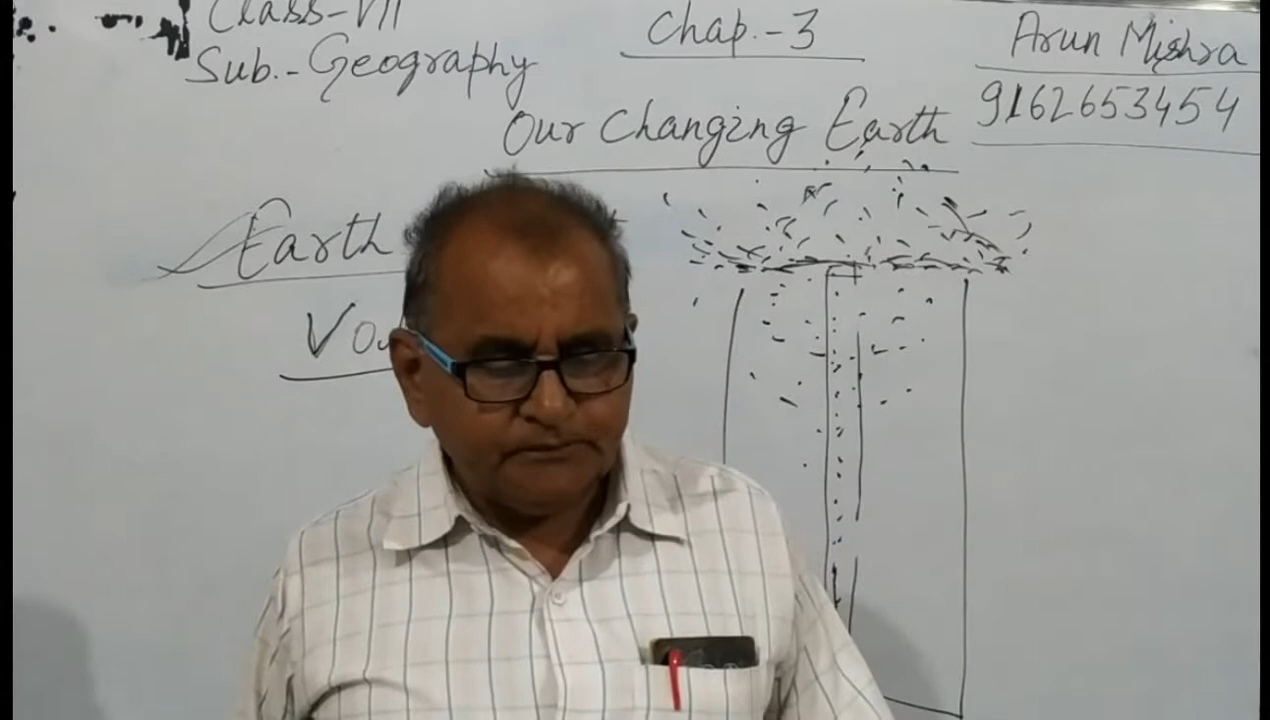 Class-VII
Sub.-Geography
Chap.-3
Arun Mishra
9162653454
Our Changing Earth
Earth